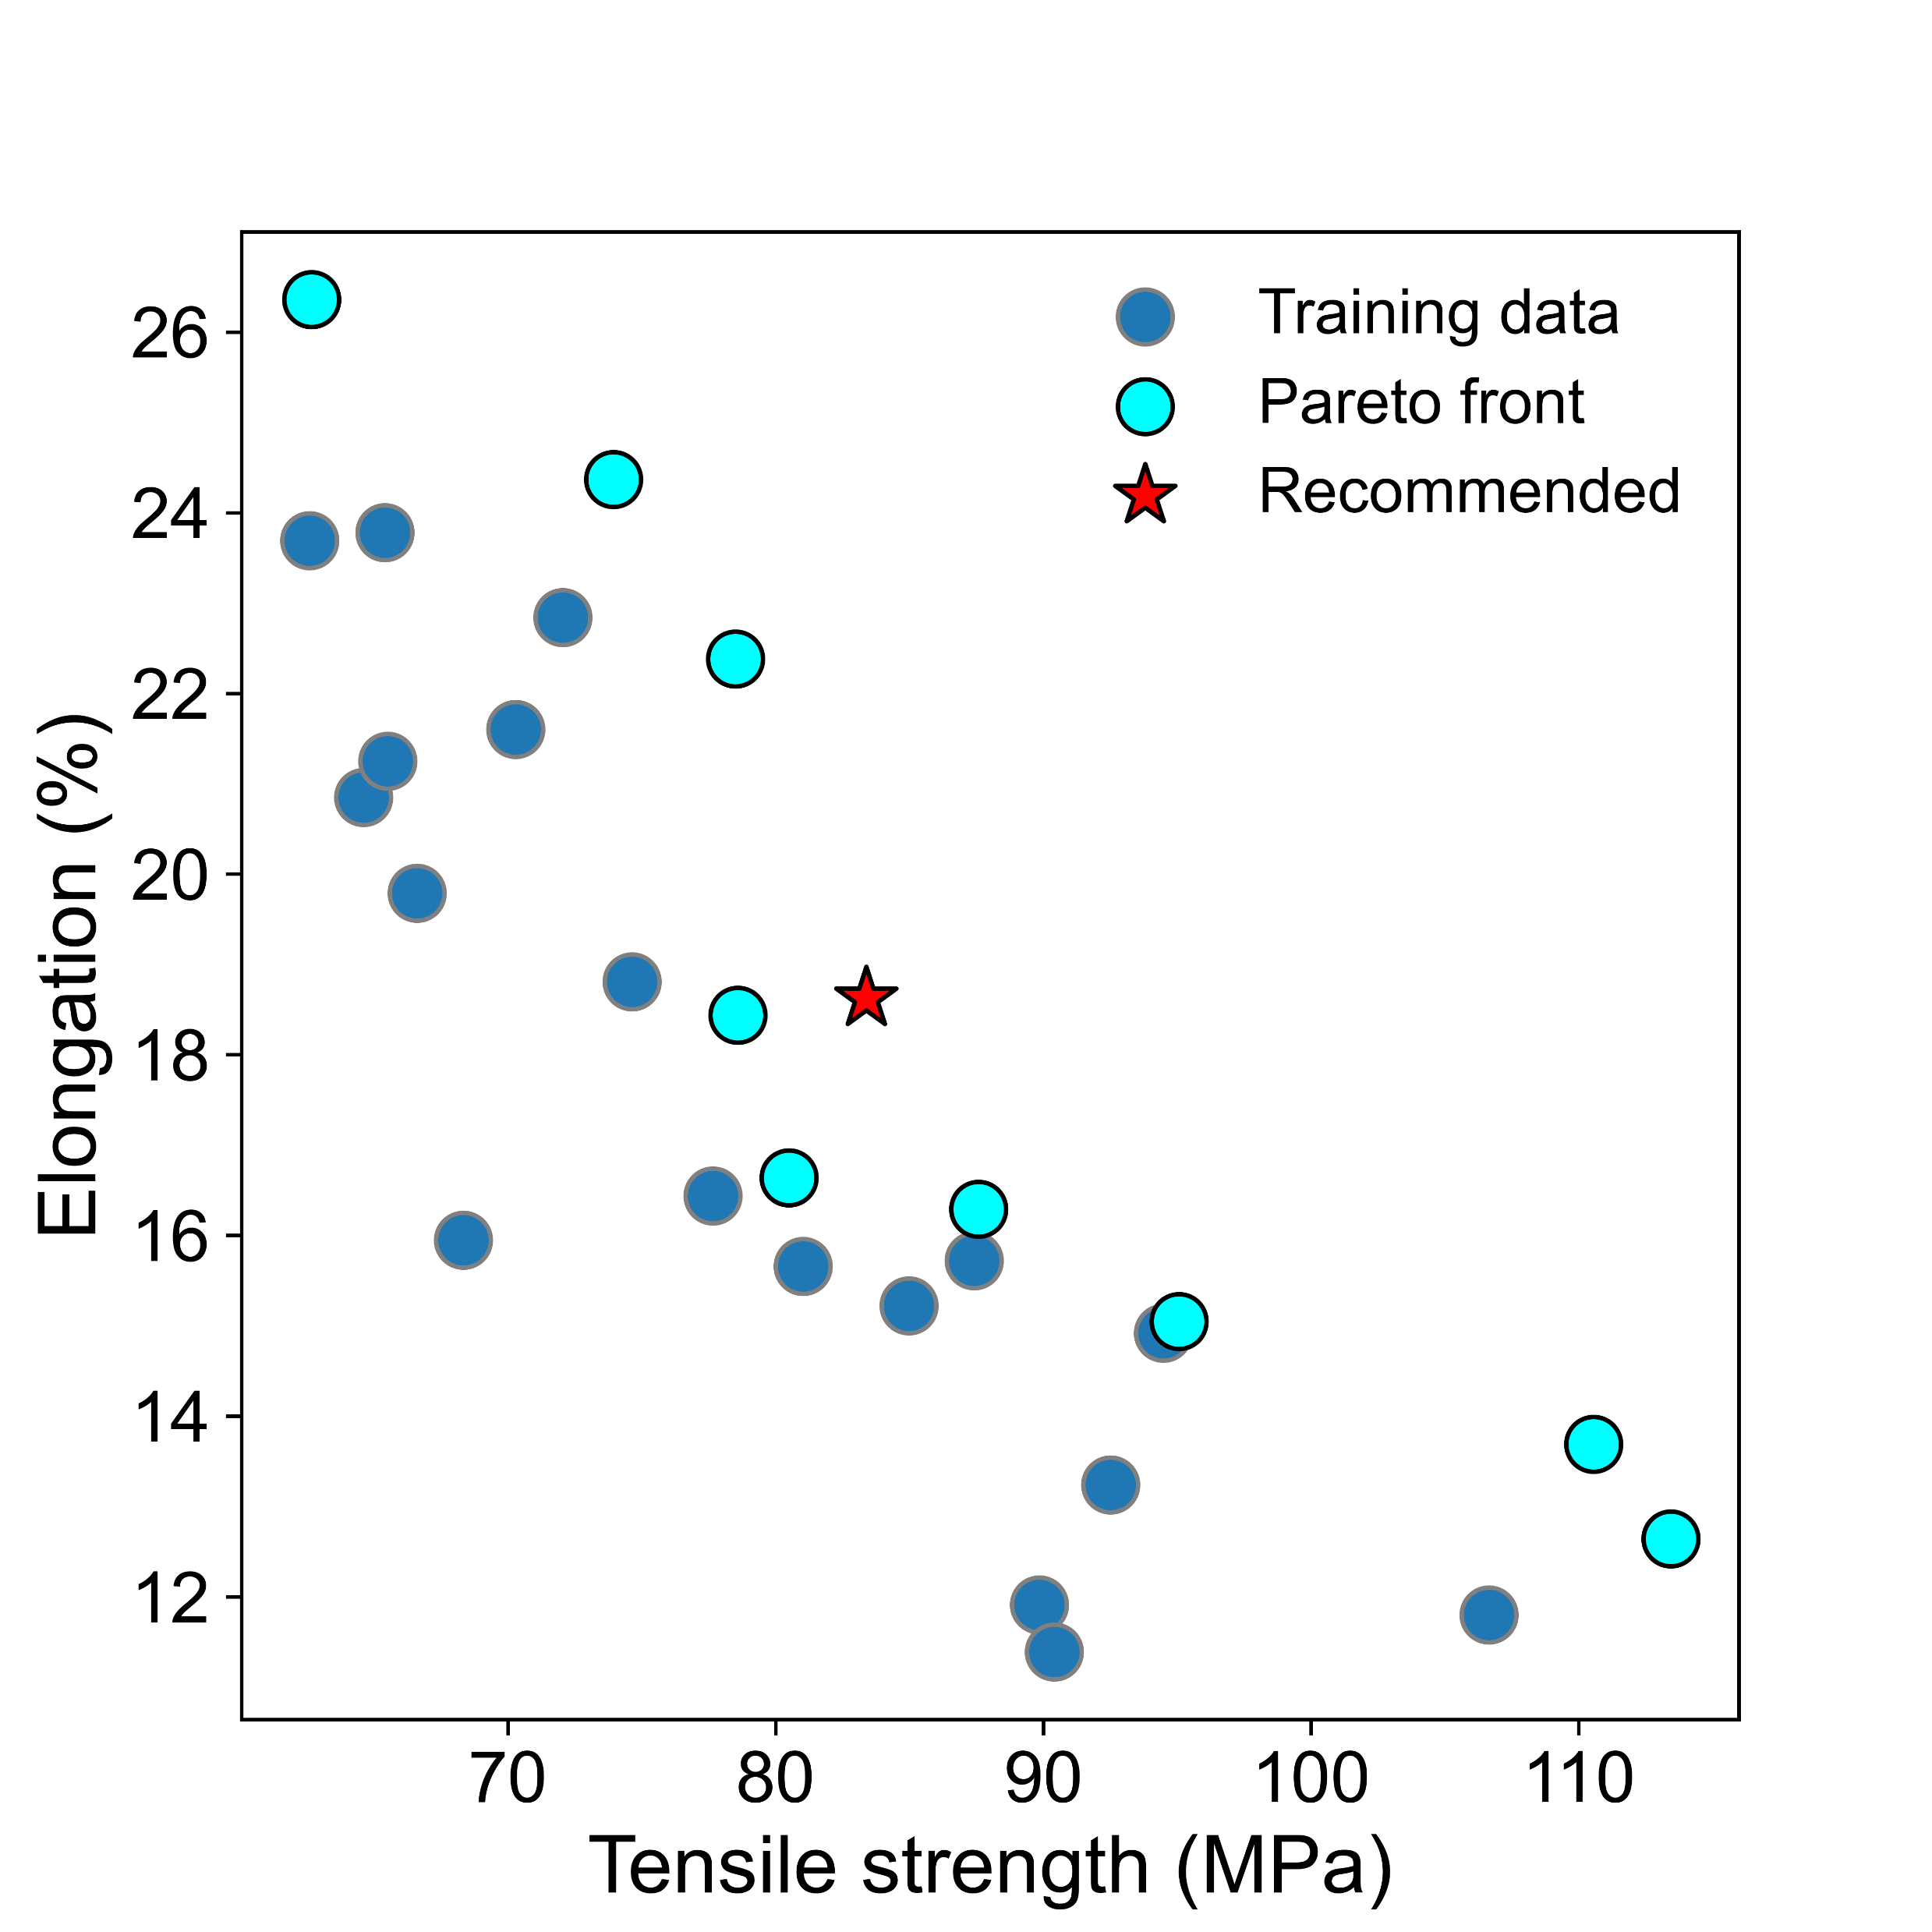 Training data
Pareto front
Recommended
Elongation (%)
26
24
22
20
18
16
14
12
70 80 90 100 110
Tensile strength (MPa)